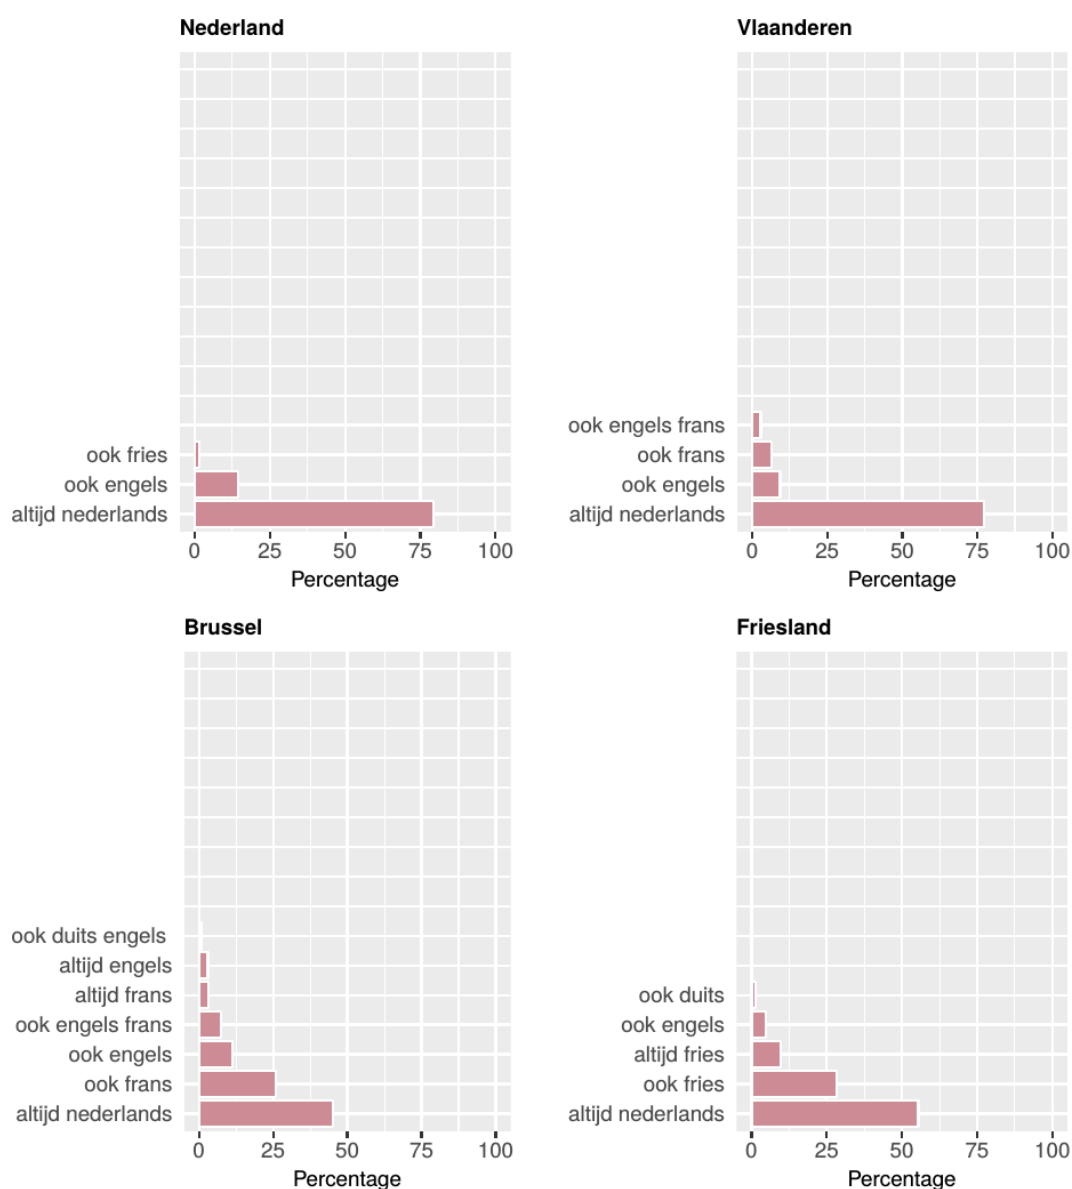 Nederland
ook fries
ook engels
altijd nederlands
0 25 50 75 100
Percentage
Vlaanderen
ook engels frans
ook frans
ook engels
altijd nederlands
0 25 50 75 100
Percentage
Brussel
ook duits engels
altijd engels
altijd frans
ook engels frans
ook engels
ook frans
altijd nederlands
0 25 50 75 100
Percentage
Friesland
ook duits
ook engels
altijd fries
ook fries
altijd nederlands
0 25 50 75 100
Percentage